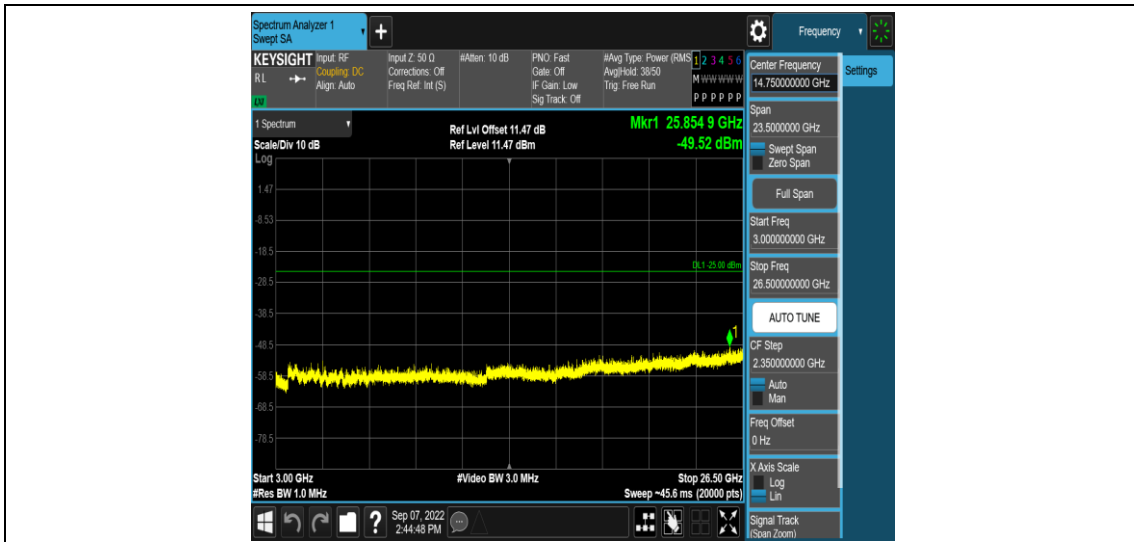 Spectrum Analyzer 1
Swept SA
+
Frequency
KEYSIGHT
RL
LM
Input: RF
Coupling: DC
Align: Auto
Input Z: 50 Ω
Corrections: Off
Freq Ref: Int (S)
#Atten: 10 dB
PNO: Fast
Gate: Off
IF Gain: Low
Sig Track: Off
#Avg Type: Power (RMS
Avg|Hold: 38/50
Trig: Free Run
1 2 3 4 5 6
M W W W W W
P P P P P P
1 Spectrum
Scale/Div 10 dB
Ref Lvl Offset 11.47 dB
Ref Level 11.47 dBm
Mkr1 25.854 9 GHz
-49.52 dBm
Log
1.47
-8.53
-18.5
DL1 -25.00 dBm
-28.5
-38.5
1
-48.5
-58.5
-68.5
-78.5
Start 3.00 GHz
#Video BW 3.0 MHz
Stop 26.50 GHz
#Res BW 1.0 MHz
Sweep ~45.6 ms (20000 pts)
?
Sep 07, 2022
2:44:48 PM
Center Frequency
14.750000000 GHz
Settings
Span
23.5000000 GHz
Swept Span
Zero Span
Full Span
Start Freq
3.000000000 GHz
Stop Freq
26.500000000 GHz
AUTO TUNE
CF Step
2.350000000 GHz
Auto
Man
Freq Offset
0 Hz
X Axis Scale
Log
Lin
Signal Track
(Span Zoom)